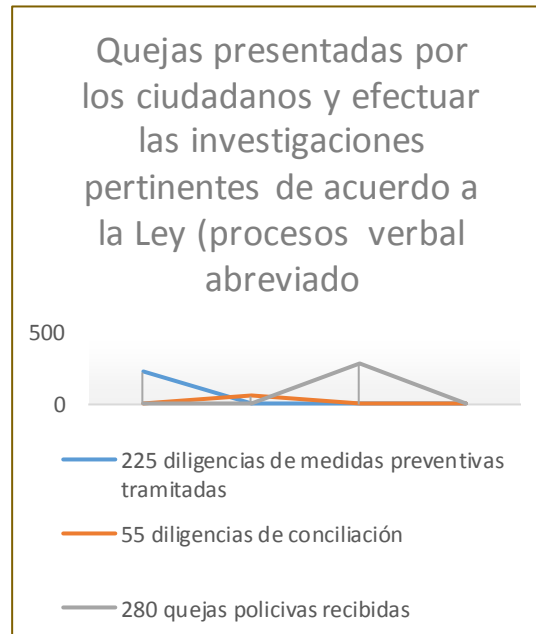 Quejas presentadas por
los ciudadanos y efectuar
las investigaciones
pertinentes de acuerdo a
la Ley (procesos verbal
abreviado
500
0
225 diligencias de medidas preventivas
tramitadas
55 diligencias de conciliación
280 quejas policivas recibidas